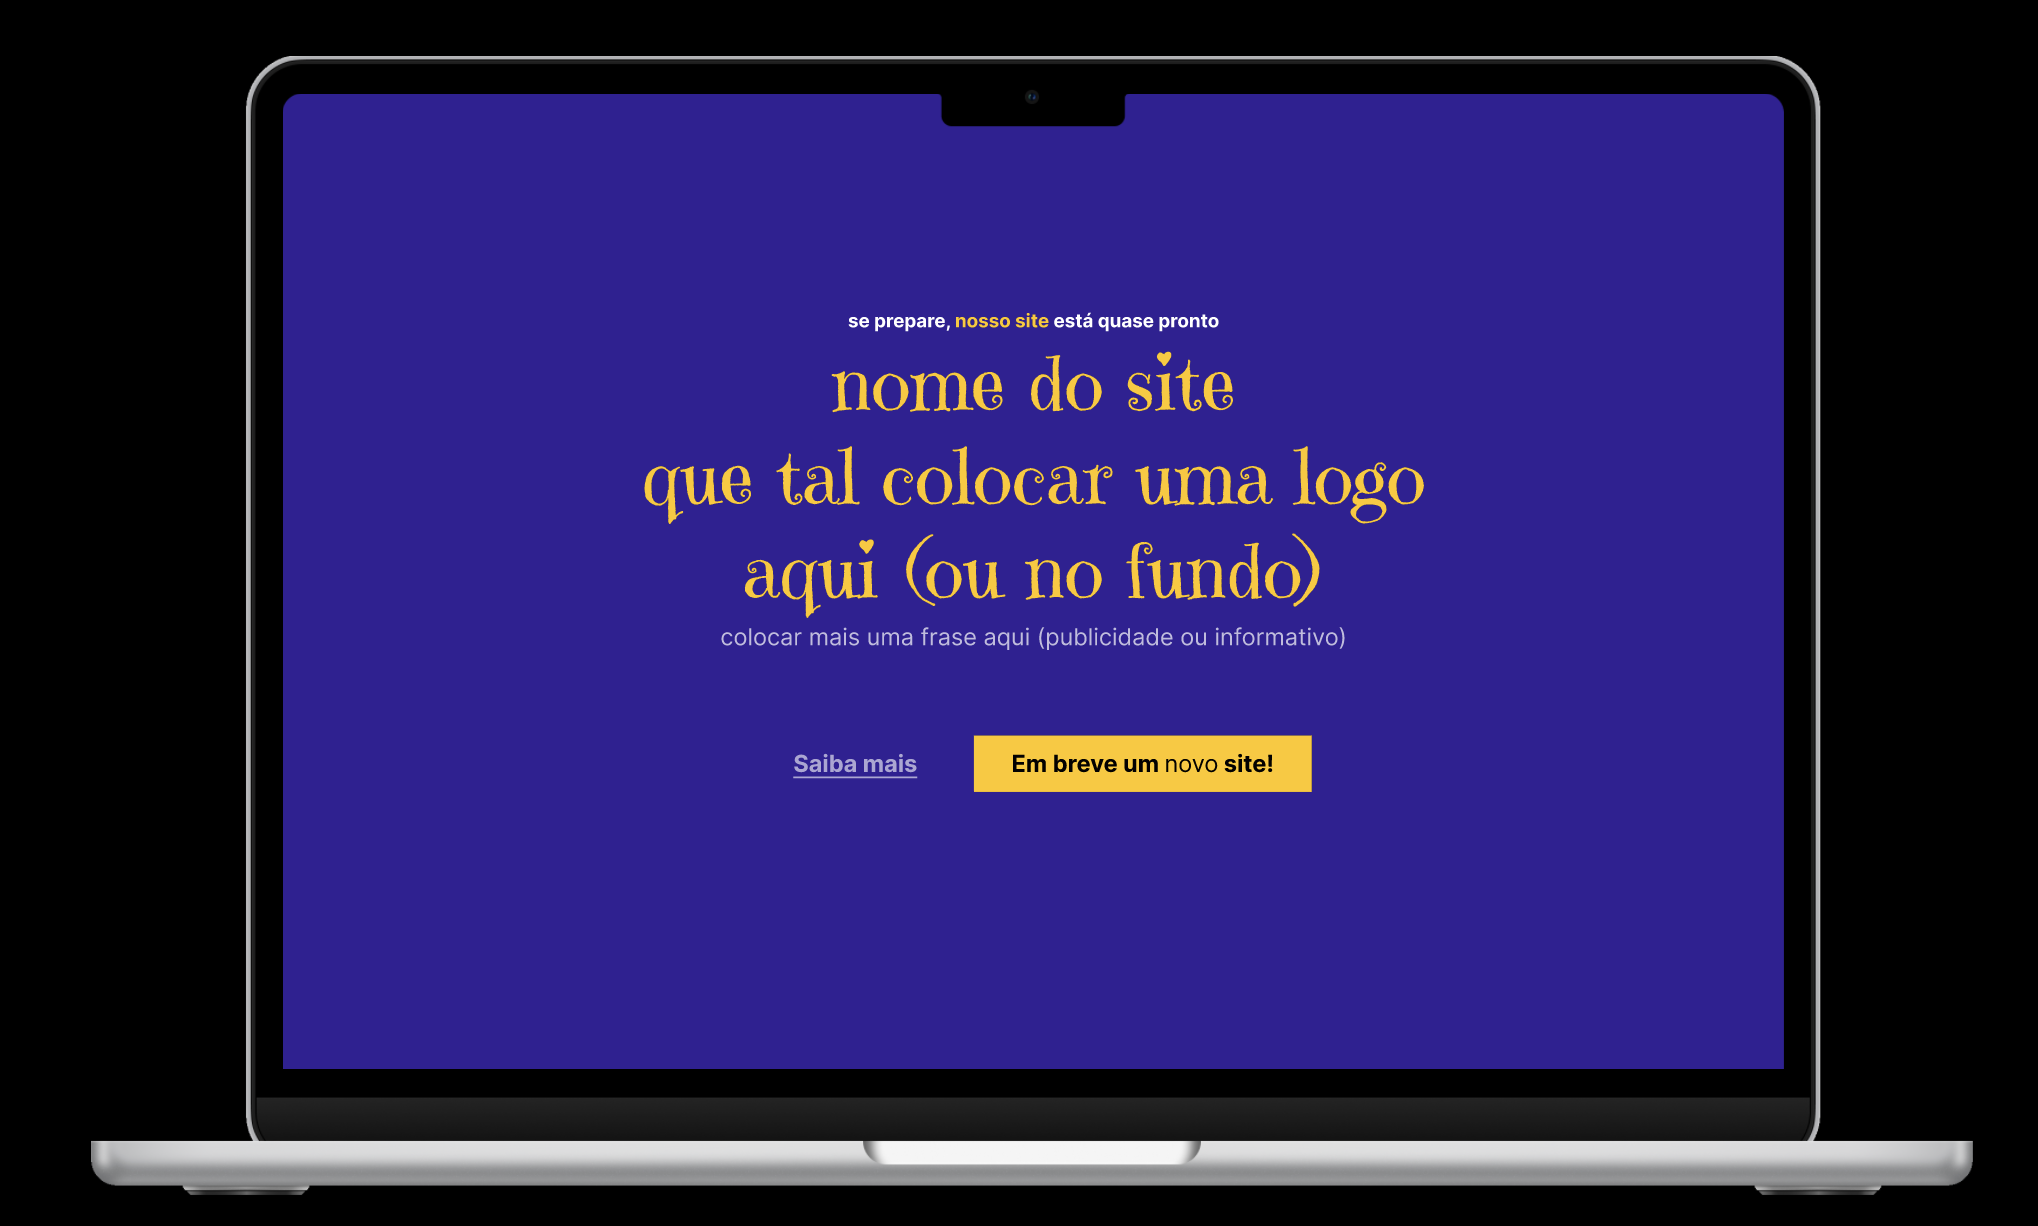 se prepare, nosso site está quase pronto
nome do site
que tal colocar uma logo
aqui (ou no fundo)
colocar mais uma frase aqui (publicidade ou informativo)
Saiba mais
Em breve um novo site!